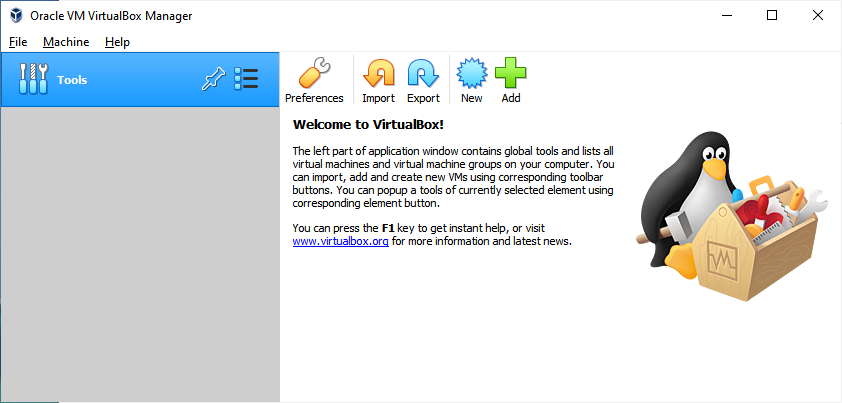 Oracle VM VirtualBox Manager
File Machine Help
Tools
Preferences Import Export New Add
Welcome to VirtualBox!
The left part of application window contains global tools and lists all
virtual machines and virtual machine groups on your computer. You
can import, add and create new VMs using corresponding toolbar
buttons. You can popup a tools of currently selected element using
corresponding element button.
You can press the F1 key to get instant help, or visit
www.virtualbox.org for more information and latest news.